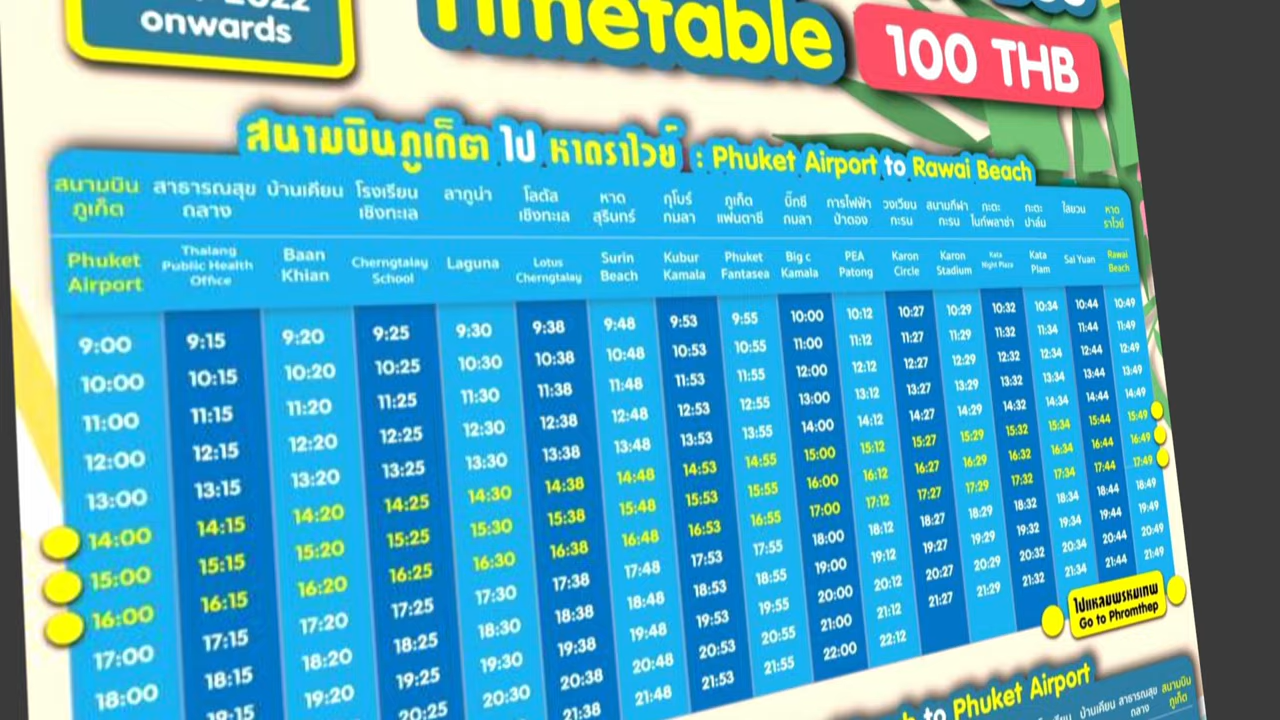 2022
onwards
Timetable
100 THB
สนามบินภูเก็ต ไป หาดราไวย์ : Phuket Airport to Rawai Beach
สนามบิน สาธารณสุข บ้านเคียน โรงเรียน ลากูน่า โลตัส หาด กุโบร์ ภูเก็ต บิ๊กซี การไฟฟ้า วงเวียน สนามกีฬา กะตะ กะตะ ไสยวน หาด
ภูเก็ต ถลาง เชิงทะเล เชิงทะเล สุรินทร์ กมลา แฟนตาซี กมลา ป่าตอง กะรน กะรน ไนท์พลาซ่า ปาล์ม ราไวย์
Phuket Airport Thalang Public Health Office Baan Khian Cherngtalay School Laguna Lotus Cherngtalay Surin Beach Kubur Kamala Phuket Fantasea Big c Kamala PEA Patong Karon Circle Karon Stadium Kata Night Plaza Kata Plam Sai Yuan Rawai Beach
9:00 9:15 9:20 9:25 9:30 9:38 9:48 9:53 9:55 10:00 10:12 10:27 10:29 10:32 10:34 10:44 10:49
10:00 10:15 10:20 10:25 10:30 10:38 10:48 10:53 10:55 11:00 11:12 11:27 11:29 11:32 11:34 11:44 11:49
11:00 11:15 11:20 11:25 11:30 11:38 11:48 11:53 11:55 12:00 12:12 12:27 12:29 12:32 12:34 12:44 12:49
12:00 12:15 12:20 12:25 12:30 12:38 12:48 12:53 12:55 13:00 13:12 13:27 13:29 13:32 13:34 13:44 13:49
13:00 13:15 13:20 13:25 13:30 13:38 13:48 13:53 13:55 14:00 14:12 14:27 14:29 14:32 14:34 14:44 14:49
14:00 14:15 14:20 14:25 14:30 14:38 14:48 14:53 14:55 15:00 15:12 15:27 15:29 15:32 15:34 15:44 15:49
15:00 15:15 15:20 15:25 15:30 15:38 15:48 15:53 15:55 16:00 16:12 16:27 16:29 16:32 16:34 16:44 16:49
16:00 16:15 16:20 16:25 16:30 16:38 16:48 16:53 16:55 17:00 17:12 17:27 17:29 17:32 17:34 17:44 17:49
17:00 17:15 17:20 17:25 17:30 17:38 17:48 17:53 17:55 18:00 18:12 18:27 18:29 18:32 18:34 18:44 18:49
18:00 18:15 18:20 18:25 18:30 18:38 18:48 18:53 18:55 19:00 19:12 19:27 19:29 19:32 19:34 19:44 19:49
19:15 19:20 19:25 19:30 19:38 19:48 19:53 19:55 20:00 20:12 20:27 20:29 20:32 20:34 20:44 20:49
20:25 20:30 20:38 20:48 20:53 20:55 21:00 21:12 21:27 21:29 21:32 21:34 21:44 21:49
21:38 21:48 21:53 21:55 22:00 22:12
ไปแหลมพรหมเทพ
Go to Phromthep
to Phuket Airport
บ้านเคียน สาธารณสุข สนามบิน
ถลาง ภูเก็ต